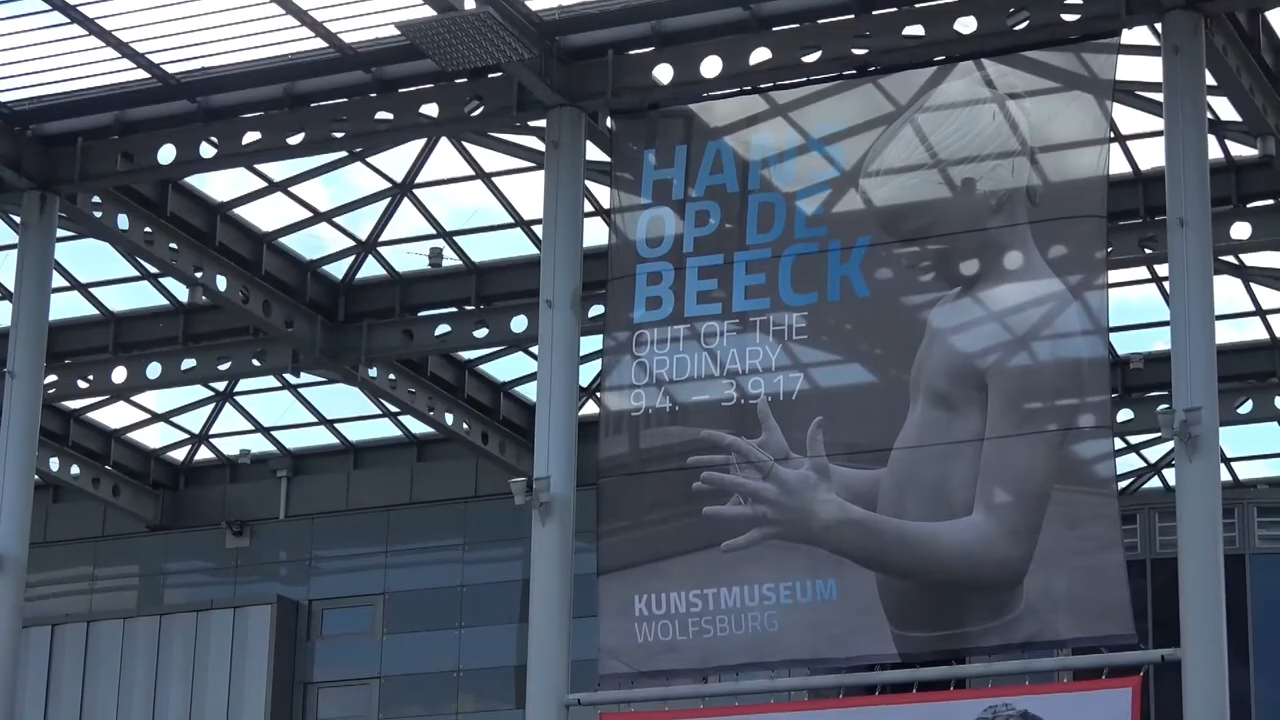 HANS
OP DE
BEECK
OUT OF THE
ORDINARY
9.4. – 3.9.17
KUNSTMUSEUM
WOLFSBURG